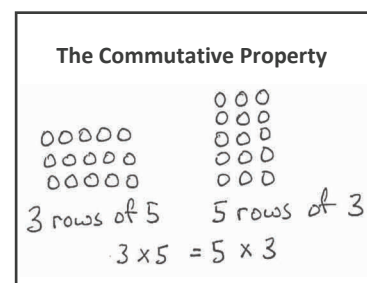 The Commutative Property
3 rows of 5 5 rows of 3
3 x 5 = 5 x 3